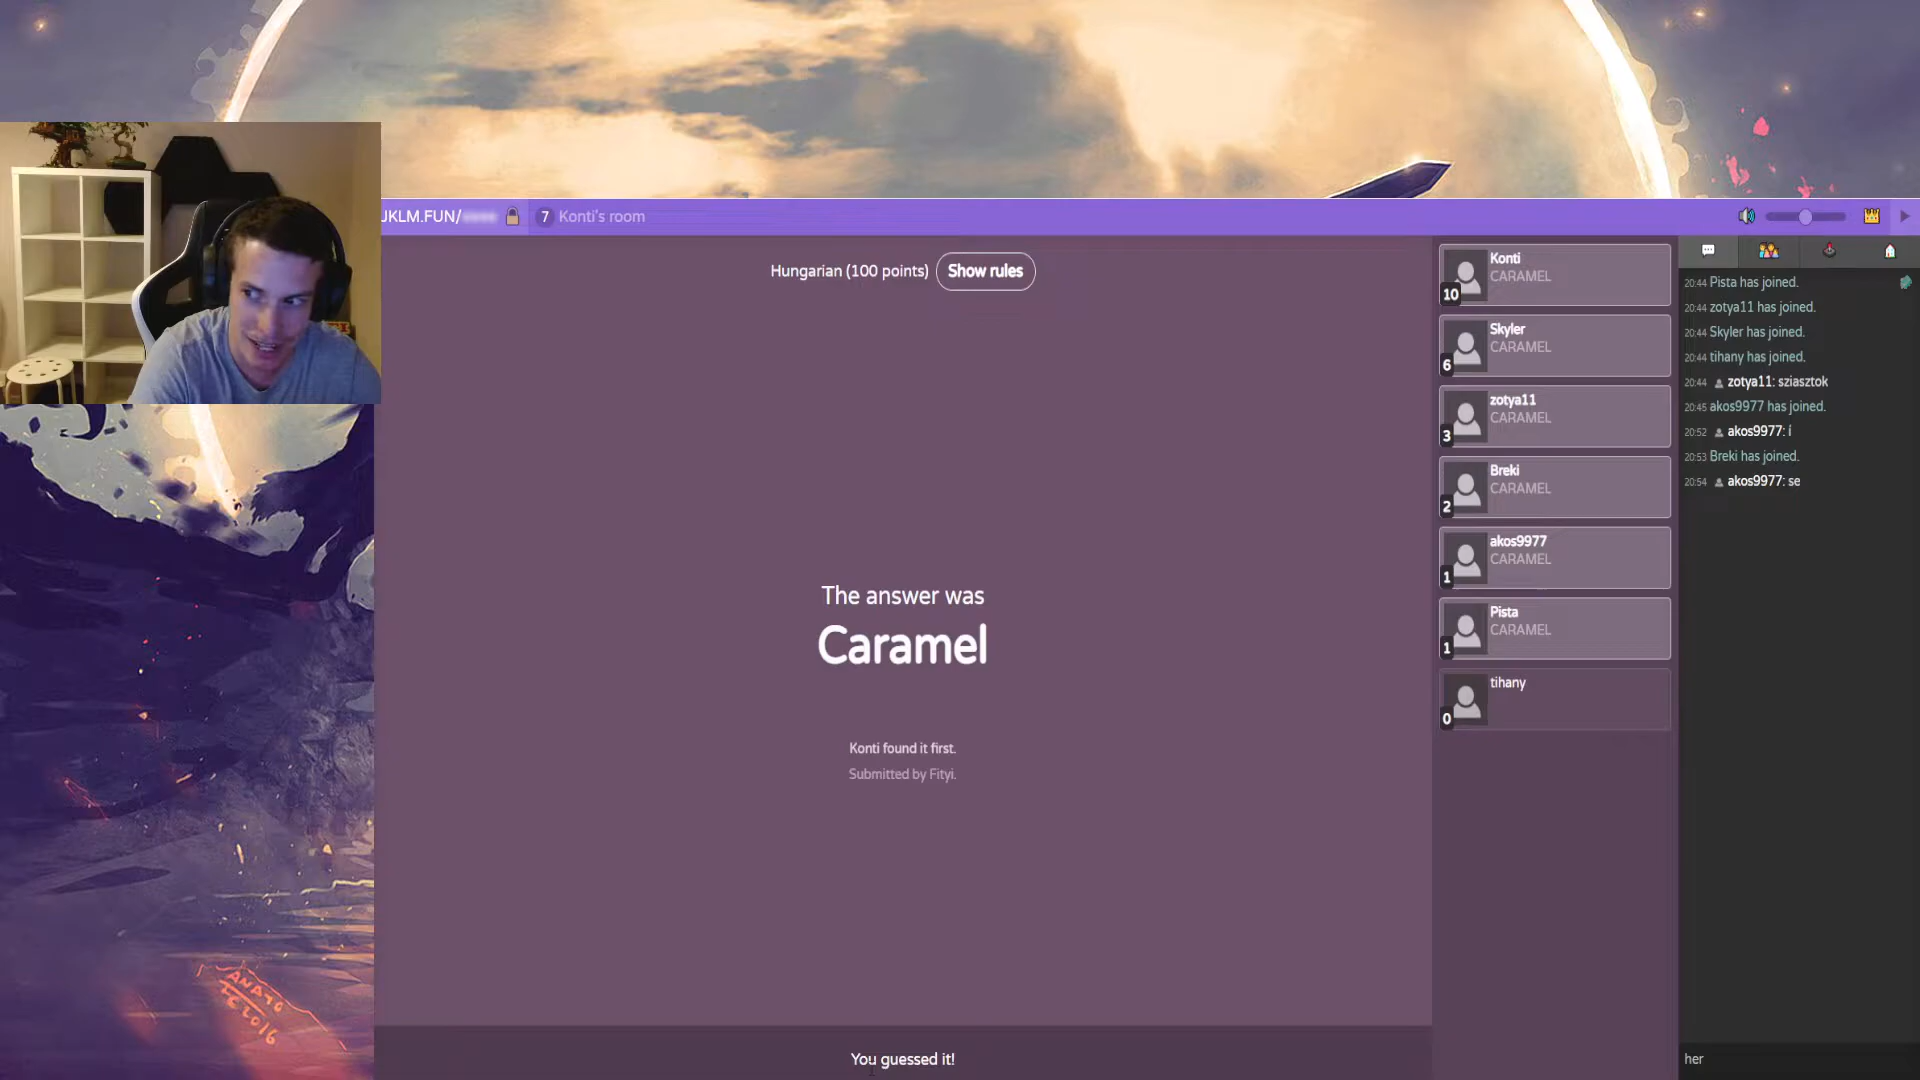 JKLM.FUN/
7 Konti's room
Hungarian (100 points) Show rules
The answer was
Caramel
Konti found it first.
Submitted by Fityi.
You guessed it!
Konti
CARAMEL
10
Skyler
CARAMEL
6
zotya11
CARAMEL
3
Breki
CARAMEL
2
akos9977
CARAMEL
1
Pista
CARAMEL
1
tihany
0
20:44 Pista has joined.
20:44 zotya11 has joined.
20:44 Skyler has joined.
20:44 tihany has joined.
20:44 zotya11: sziasztok
20:45 akos9977 has joined.
20:52 akos9977: í
20:53 Breki has joined.
20:54 akos9977: se
her
ANATO
2016